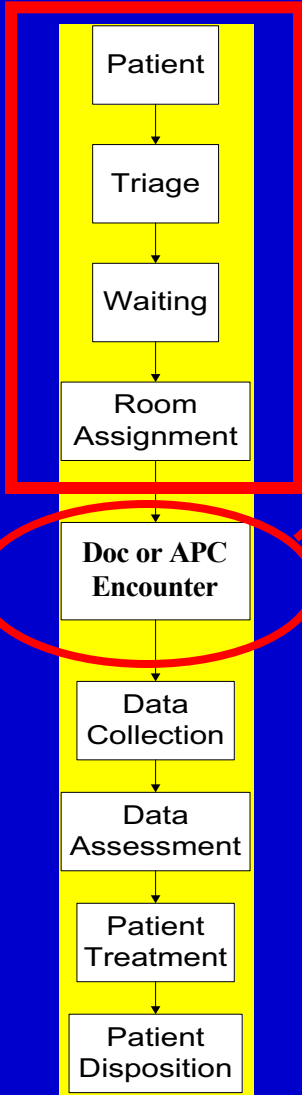 Patient
Triage
Waiting
Room
Assignment
Doc or APC
Encounter
Data
Collection
Data
Assessment
Patient
Treatment
Patient
Disposition